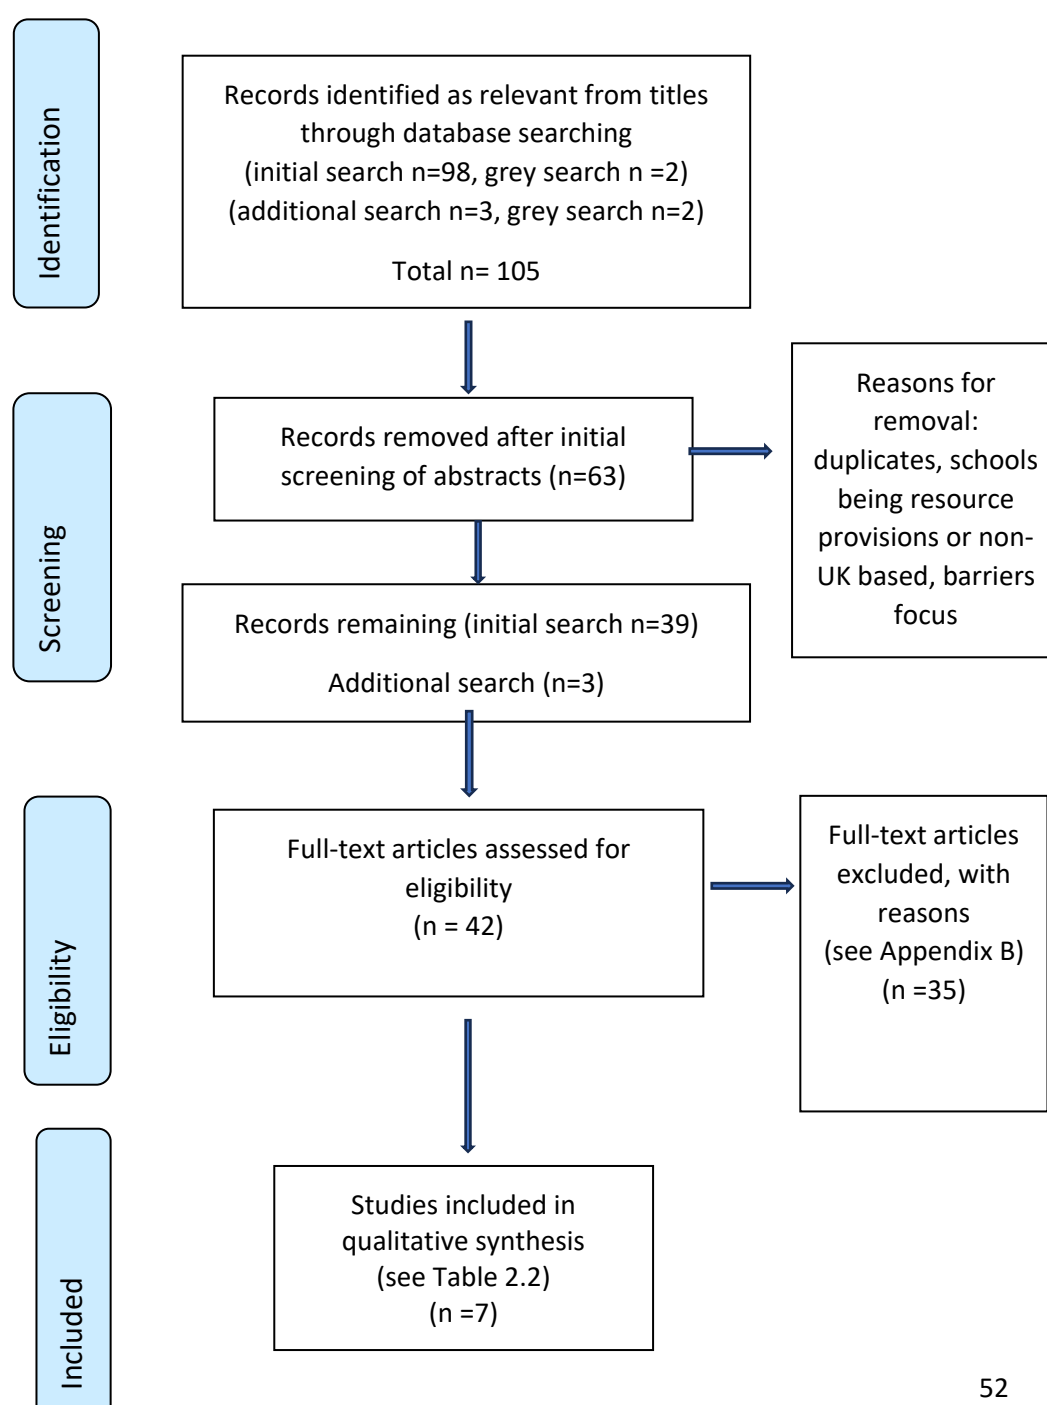 Identification
Records identified as relevant from titles
through database searching
(initial search n=98, grey search n =2)
(additional search n=3, grey search n=2)
Total n= 105
Screening
Records removed after initial
screening of abstracts (n=63)
Reasons for
removal:
duplicates, schools
being resource
provisions or non-
UK based, barriers
focus
Records remaining (initial search n=39)
Additional search (n=3)
Eligibility
Full-text articles assessed for
eligibility
(n = 42)
Full-text articles
excluded, with
reasons
(see Appendix B)
(n =35)
Included
Studies included in
qualitative synthesis
(see Table 2.2)
(n =7)
52